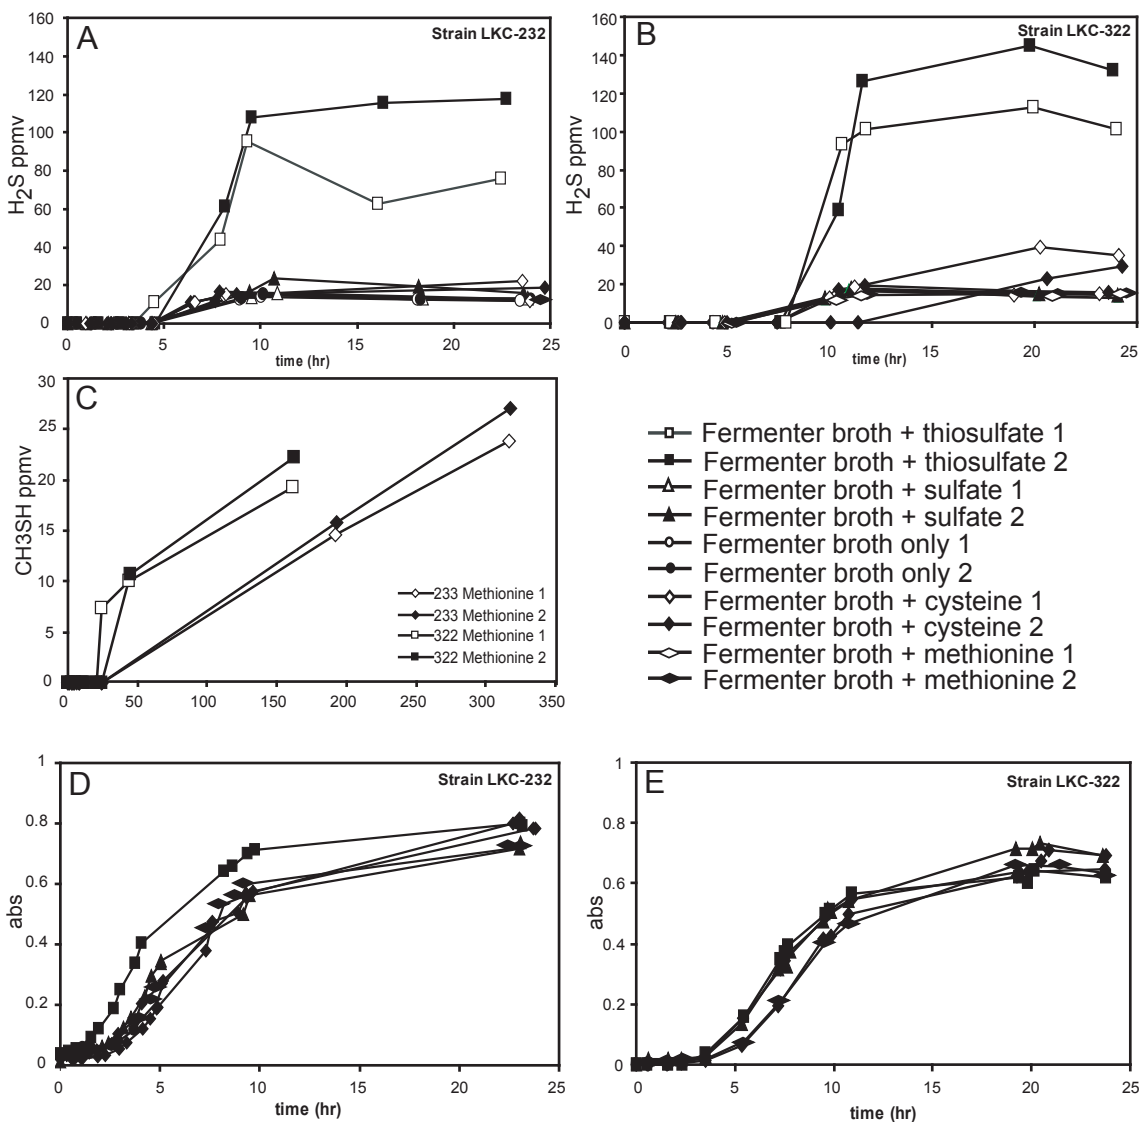 A
Strain LKC-232
H2S ppmv
160
140
120
100
80
60
40
20
0
0 5 10 15 20 25
time (hr)
B
Strain LKC-322
H2S ppmv
160
140
120
100
80
60
40
20
0
0 5 10 15 20 25
time (hr)
C
CH3SH ppmv
30
25
20
15
10
5
0
0 50 100 150 200 250 300 350
233 Methionine 1
233 Methionine 2
322 Methionine 1
322 Methionine 2
Fermenter broth + thiosulfate 1
Fermenter broth + thiosulfate 2
Fermenter broth + sulfate 1
Fermenter broth + sulfate 2
Fermenter broth only 1
Fermenter broth only 2
Fermenter broth + cysteine 1
Fermenter broth + cysteine 2
Fermenter broth + methionine 1
Fermenter broth + methionine 2
D
Strain LKC-232
abs
1
0.8
0.6
0.4
0.2
0
0 5 10 15 20 25
time (hr)
E
Strain LKC-322
abs
1
0.8
0.6
0.4
0.2
0
0 5 10 15 20 25
time (hr)